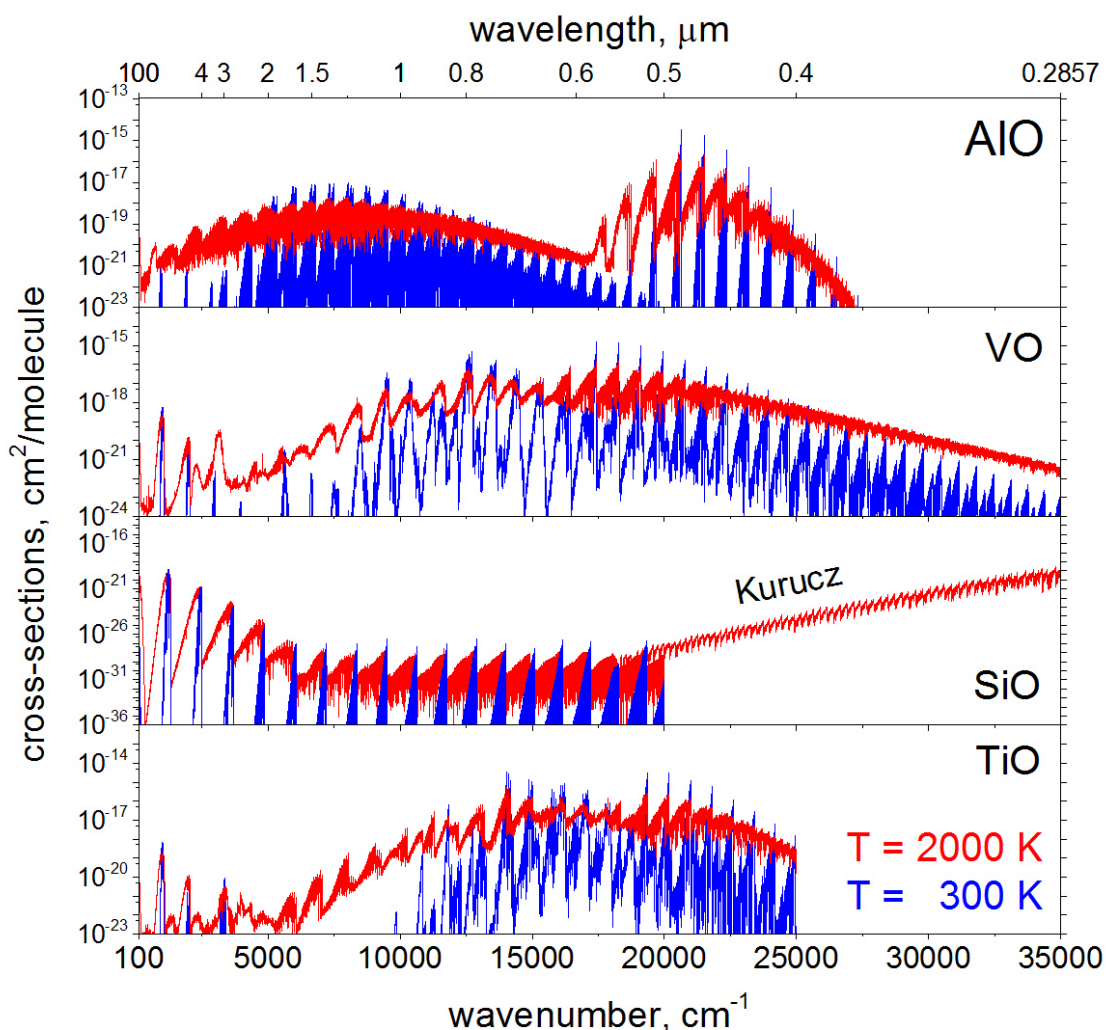 wavelength, μm
100 4 3 2 1.5 1 0.8 0.6 0.5 0.4 0.2857
10⁻¹³
10⁻¹⁵
10⁻¹⁷
10⁻¹⁹
10⁻²¹
10⁻²³
AlO
10⁻¹⁵
10⁻¹⁸
10⁻²¹
10⁻²⁴
VO
10⁻¹⁶
10⁻²¹
10⁻²⁶
10⁻³¹
10⁻³⁶
Kurucz
SiO
10⁻¹⁴
10⁻¹⁷
10⁻²⁰
10⁻²³
TiO
T = 2000 K
T = 300 K
cross-sections, cm²/molecule
100 5000 10000 15000 20000 25000 30000 35000
wavenumber, cm⁻¹